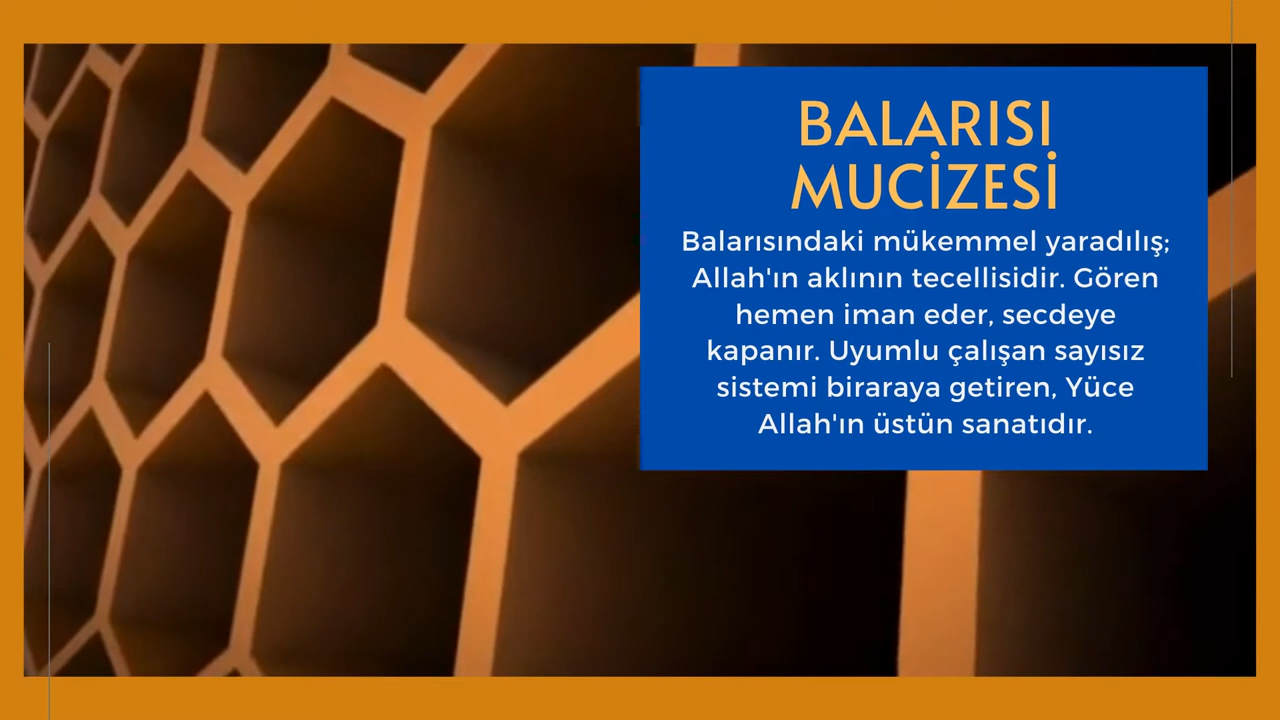 BALARISI
MUCİZESİ
Balarısındaki mükemmel yaradılış;
Allah'ın aklının tecellisidir. Gören
hemen iman eder, secdeye
kapanır. Uyumlu çalışan sayısız
sistemi biraraya getiren, Yüce
Allah'ın üstün sanatıdır.